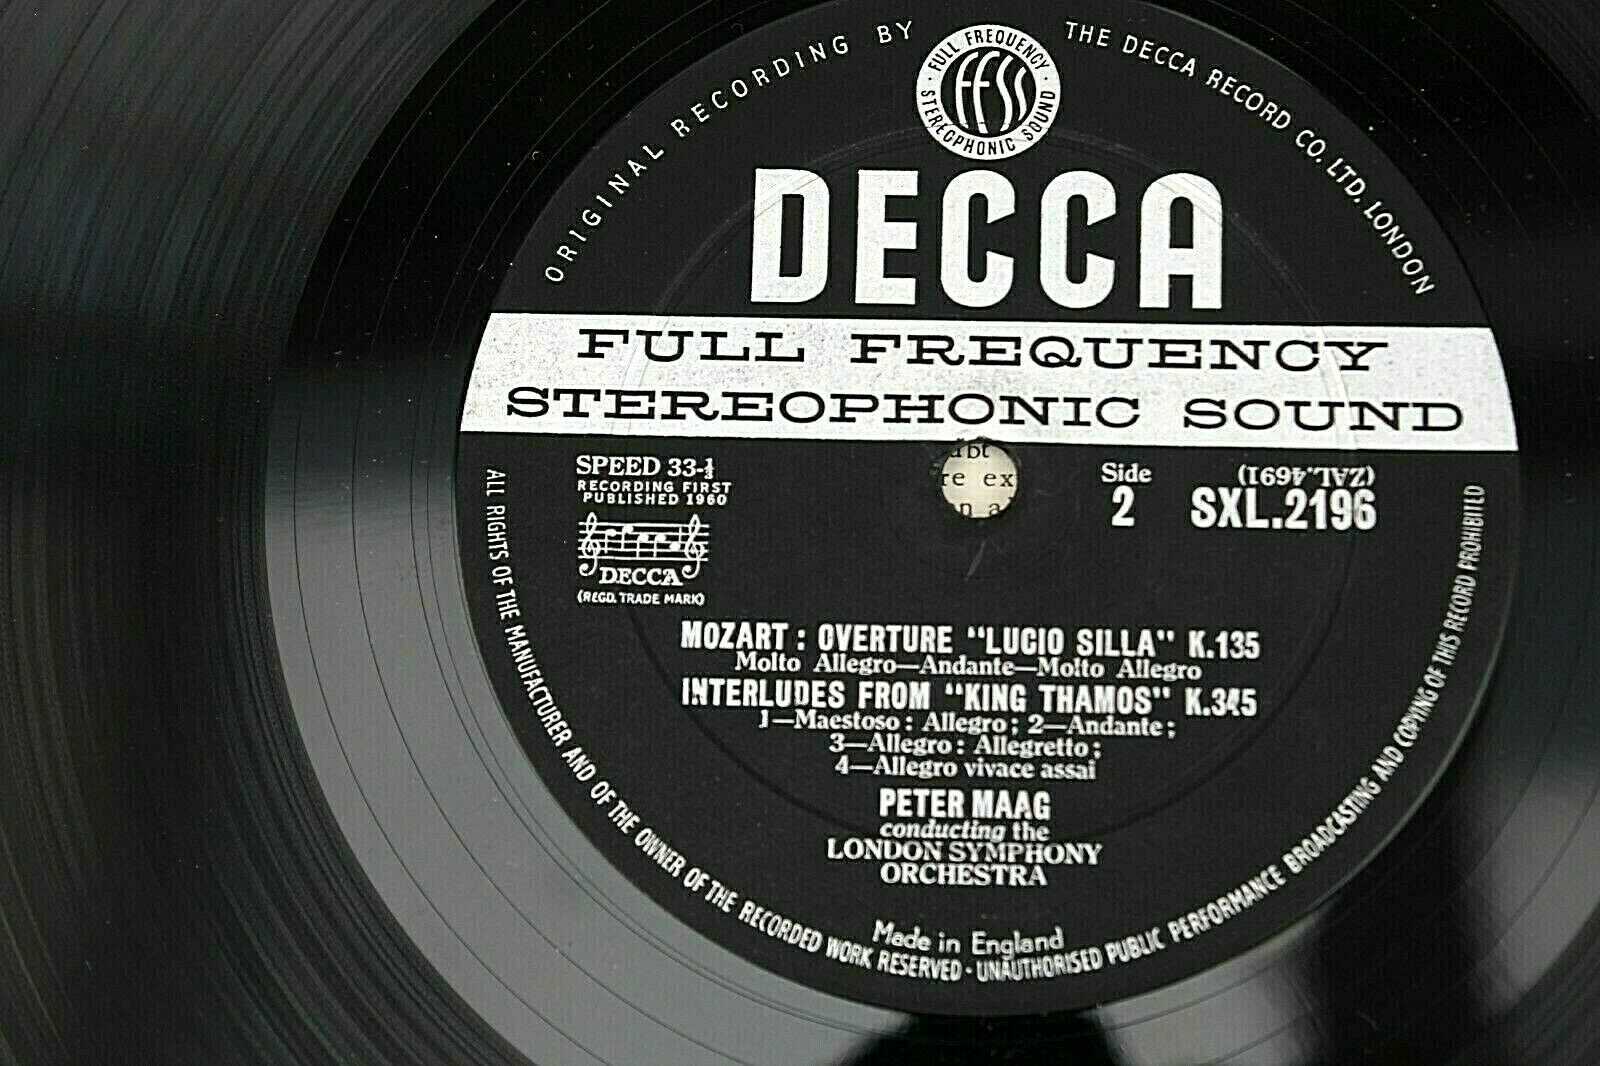 ORIGINAL RECORDING BY THE DECCA RECORD CO. LTD. LONDON
FULL FREQUENCY
ffss
STEREOPHONIC SOUND
DECCA
FULL FREQUENCY
STEREOPHONIC SOUND
SPEED 33-⅓
RECORDING FIRST
PUBLISHED 1960
DECCA
(REGD. TRADE MARK)
re ex
Side
2
(ZAL.4691)
SXL.2196
MOZART : OVERTURE "LUCIO SILLA" K.135
Molto Allegro—Andante—Molto Allegro
INTERLUDES FROM "KING THAMOS" K.345
1—Maestoso : Allegro ; 2—Andante ;
3—Allegro : Allegretto ;
4—Allegro vivace assai
PETER MAAG
conducting the
LONDON SYMPHONY
ORCHESTRA
Made in England
ALL RIGHTS OF THE MANUFACTURER AND OF THE OWNER OF THE RECORDED WORK RESERVED · UNAUTHORISED PUBLIC PERFORMANCE BROADCASTING AND COPYING OF THIS RECORD PROHIBITED